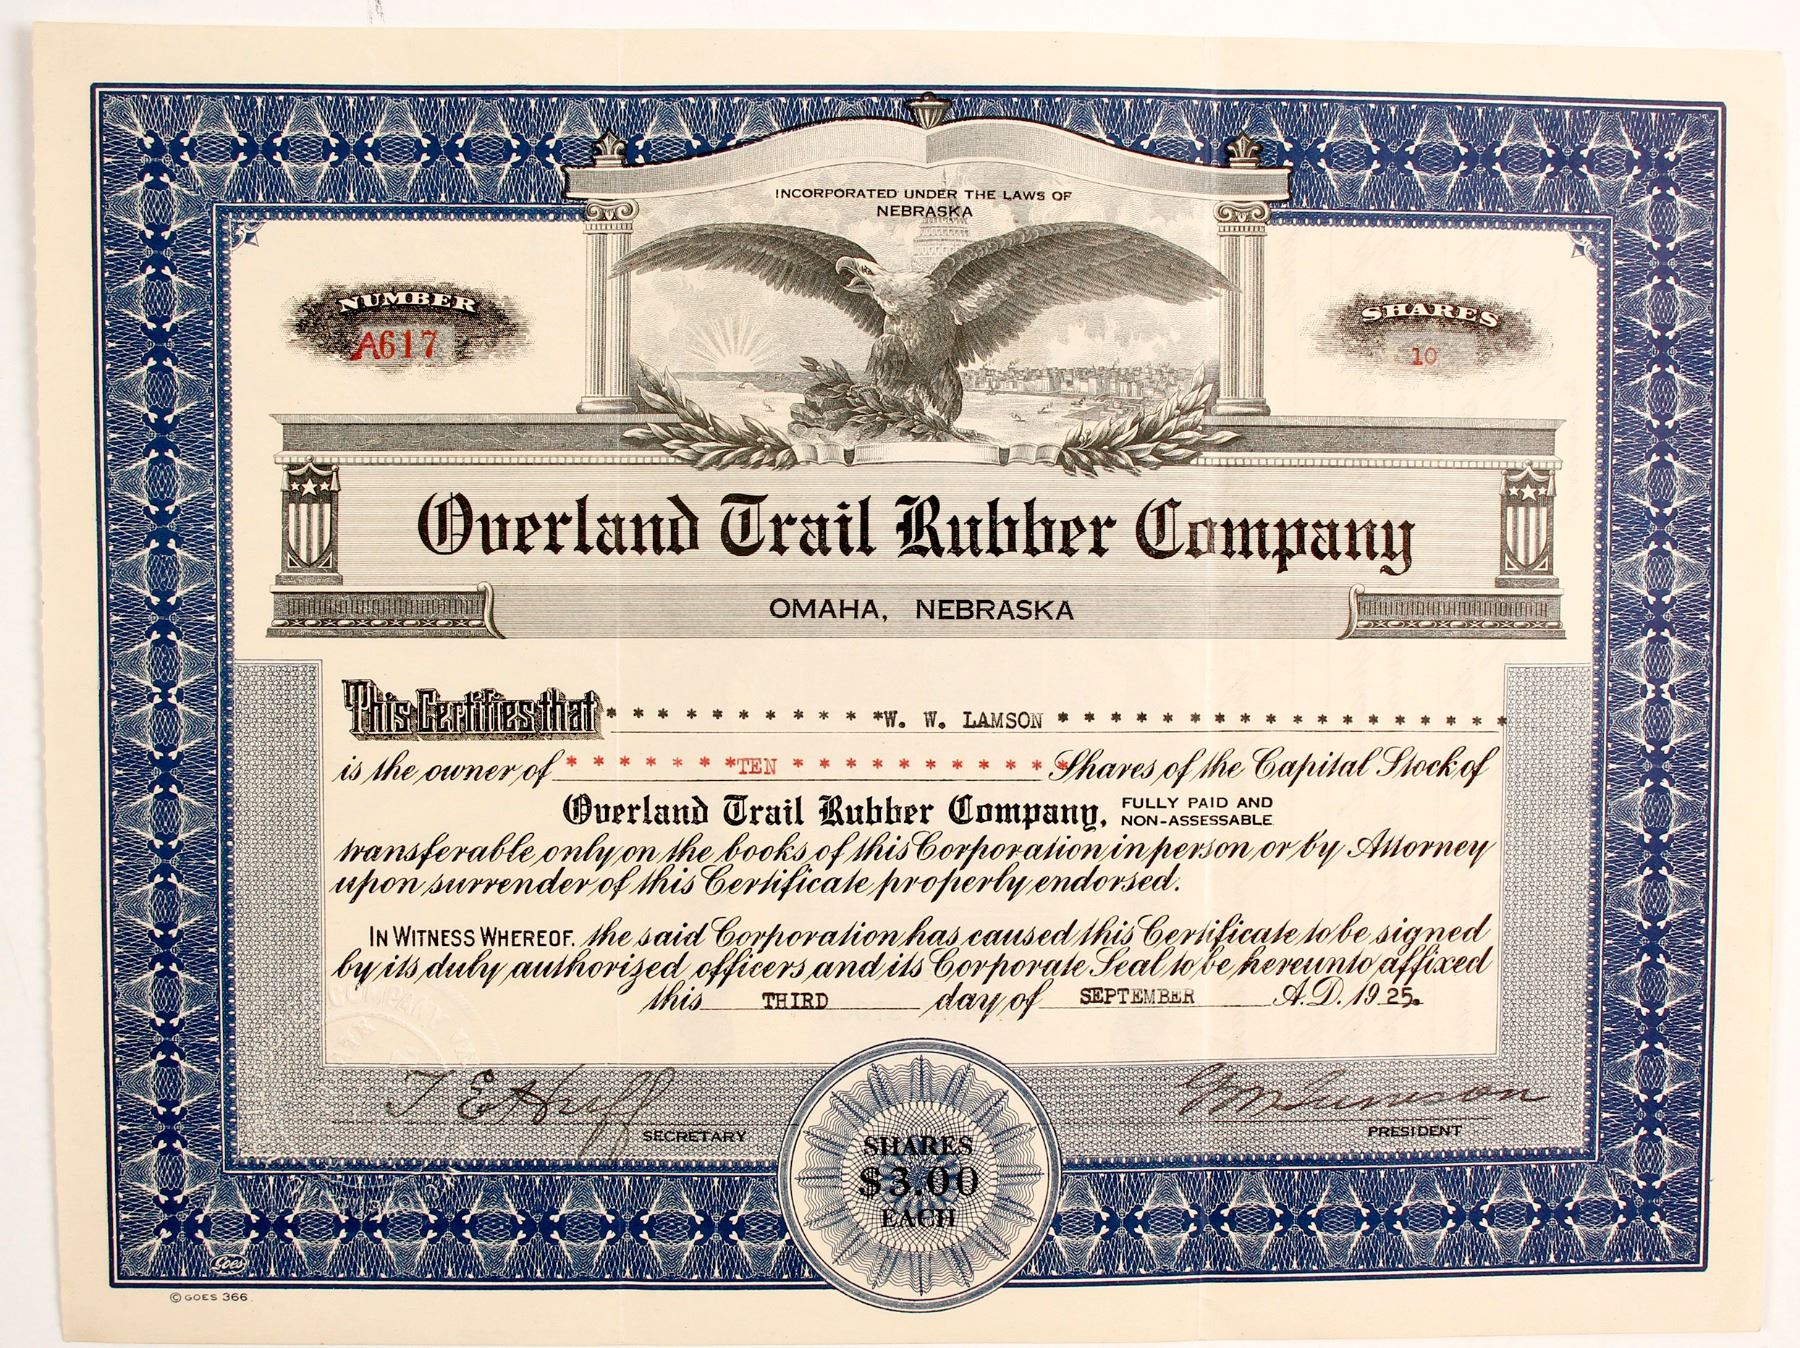 INCORPORATED UNDER THE LAWS OF
NEBRASKA
NUMBER
A617
SHARES
10
Overland Trail Rubber Company
OMAHA, NEBRASKA
This Certifies that * * * * * * * * * * *W. W. LAMSON * * * * * * * * * * * * * * * * * *
is the owner of * * * * * * *TEN * * * * * * * * * * * Shares of the Capital Stock of
Overland Trail Rubber Company, FULLY PAID AND
NON-ASSESSABLE
transferable only on the books of this Corporation in person or by Attorney
upon surrender of this Certificate properly endorsed.
IN WITNESS WHEREOF, the said Corporation has caused this Certificate to be signed
by its duly authorized officers and its Corporate Seal to be hereunto affixed
this THIRD day of SEPTEMBER A.D. 1925.
T E Huff
SECRETARY
PRESIDENT
SHARES
$3.00
EACH
Goes
© GOES 366